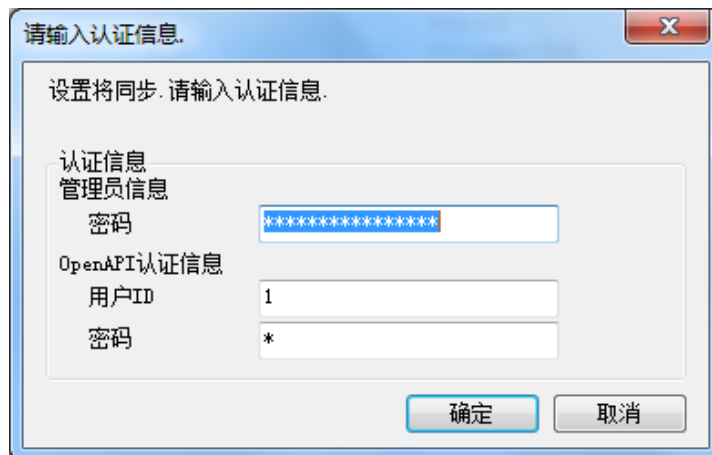 请输入认证信息.
设置将同步.请输入认证信息.
认证信息
管理员信息
密码 ****************
OpenAPI认证信息
用户ID 1
密码 *
确定 取消